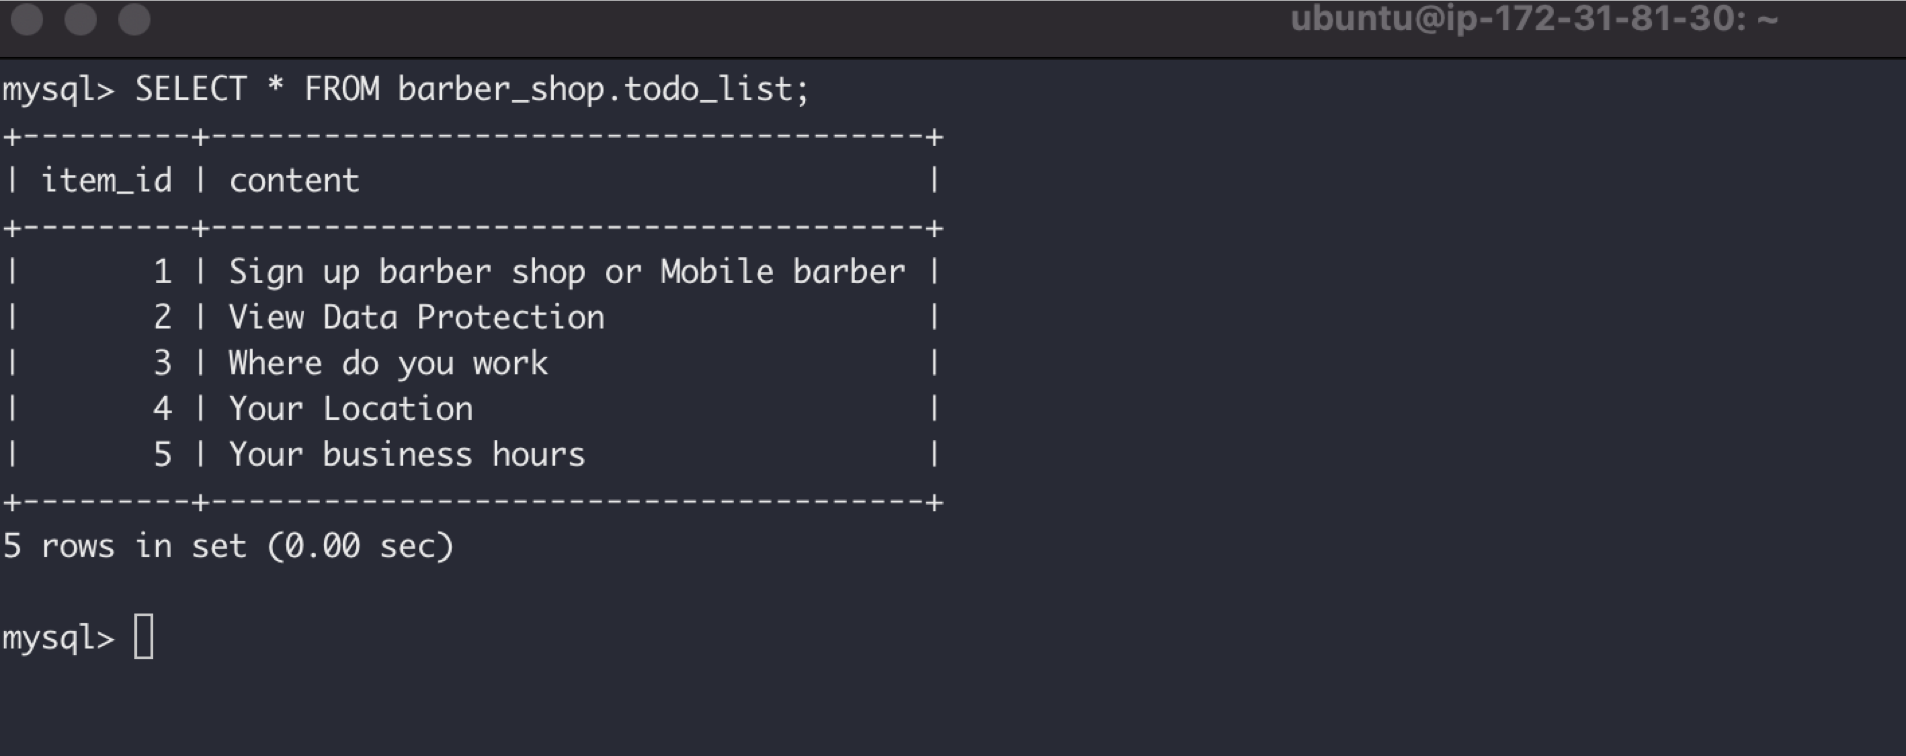 ubuntu@ip-172-31-81-30: ~
mysql> SELECT * FROM barber_shop.todo_list;
+---------+--------------------------------------+
| item_id | content                              |
+---------+--------------------------------------+
|       1 | Sign up barber shop or Mobile barber |
|       2 | View Data Protection                 |
|       3 | Where do you work                    |
|       4 | Your Location                        |
|       5 | Your business hours                  |
+---------+--------------------------------------+
5 rows in set (0.00 sec)
mysql>